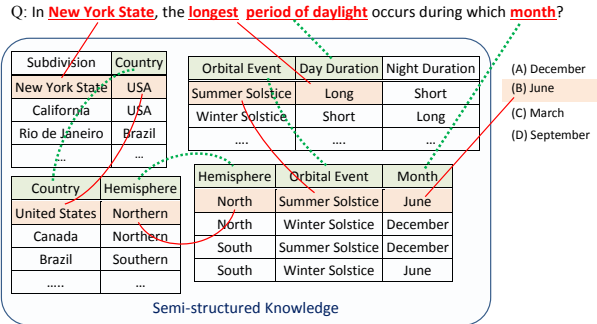 Q: In New York State, the longest period of daylight occurs during which month?
Subdivision Country
New York State USA
California USA
Rio de Janeiro Brazil
.... ...
Orbital Event Day Duration Night Duration
Summer Solstice Long Short
Winter Solstice Short Long
.... .... ...
(A) December
(B) June
(C) March
(D) September
Country Hemisphere
United States Northern
Canada Northern
Brazil Southern
..... ...
Hemisphere Orbital Event Month
North Summer Solstice June
North Winter Solstice December
South Summer Solstice December
South Winter Solstice June
Semi-structured Knowledge